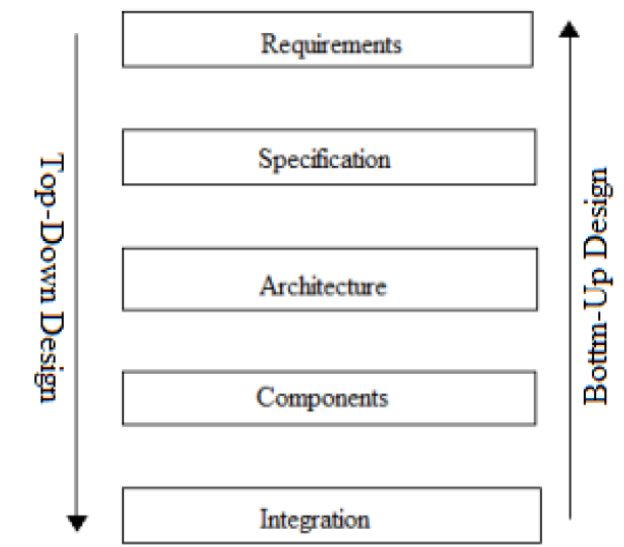 Requirements
Specification
Architecture
Components
Integration
Top-Down Design
Bottm-Up Design